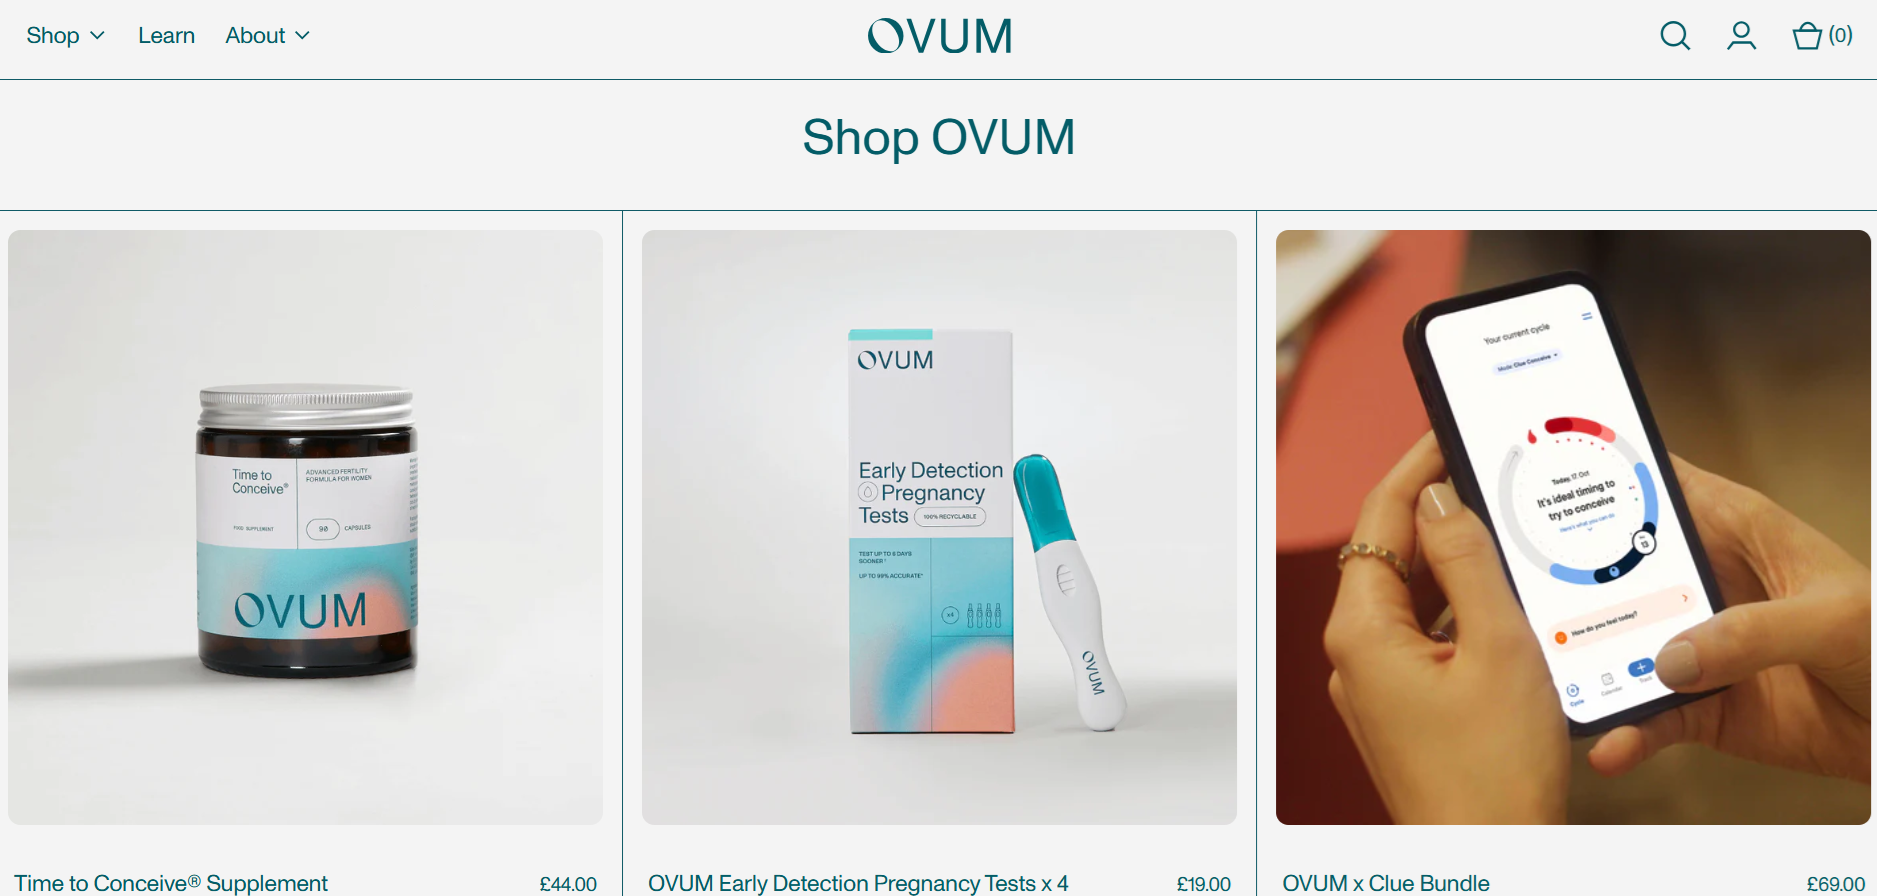 Shop Learn About OVUM (0)
Shop OVUM
Time to
Conceive®
ADVANCED FERTILITY
FORMULA FOR WOMEN
FOOD SUPPLEMENT
90 CAPSULES
OVUM
OVUM
Early Detection
Pregnancy
Tests 100% RECYCLABLE
TEST UP TO 6 DAYS
SOONER*
UP TO 99% ACCURATE*
x4
OVUM
Your current cycle
Mode: Clue Conceive
Today, 17. Oct
It's ideal timing to
try to conceive
Here's what you can do
13
How do you feel today?
Cycle Calendar Track
Time to Conceive® Supplement £44.00
OVUM Early Detection Pregnancy Tests x 4 £19.00
OVUM x Clue Bundle £69.00